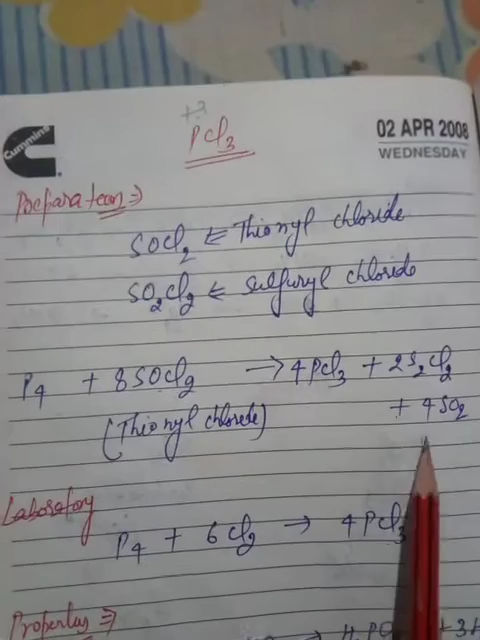 Cummins
+3
PCl3
02 APR 2008
WEDNESDAY
Preparation ⇒
SOCl2 ⇐ Thionyl chloride
SO2Cl2 ⇐ Sulfuryl chloride
P4 + 8SOCl2 → 4PCl3 + 2S2Cl2
(Thionyl chloride) + 4SO2
Laboratory
P4 + 6Cl2 → 4PCl3
Properties ⇒